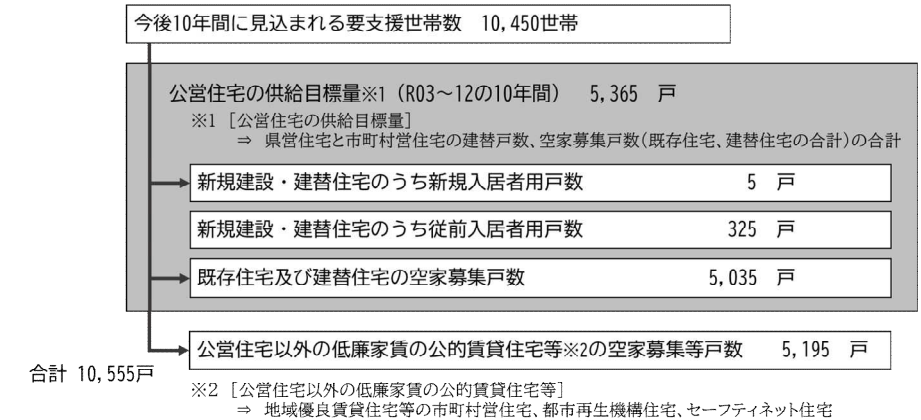 今後10年間に見込まれる要支援世帯数 10,450世帯
公営住宅の供給目標量※1（R03～12の10年間） 5,365 戸
※1 ［公営住宅の供給目標量］
⇒ 県営住宅と市町村営住宅の建替戸数、空家募集戸数（既存住宅、建替住宅の合計）の合計
新規建設・建替住宅のうち新規入居者用戸数 5 戸
新規建設・建替住宅のうち従前入居者用戸数 325 戸
既存住宅及び建替住宅の空家募集戸数 5,035 戸
公営住宅以外の低廉家賃の公的賃貸住宅等※2の空家募集等戸数 5,195 戸
合計 10,555戸
※2 ［公営住宅以外の低廉家賃の公的賃貸住宅等］
⇒ 地域優良賃貸住宅等の市町村営住宅、都市再生機構住宅、セーフティネット住宅